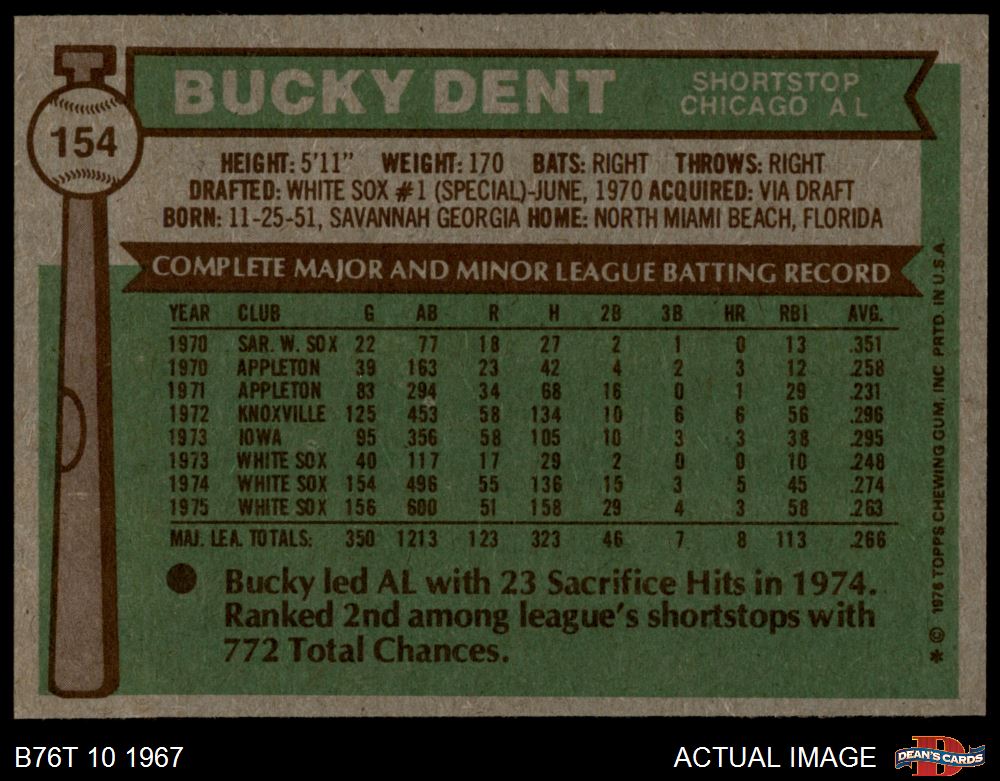 BUCKY DENT
SHORTSTOP
CHICAGO A L
154
HEIGHT: 5'11" WEIGHT: 170 BATS: RIGHT THROWS: RIGHT
DRAFTED: WHITE SOX #1 (SPECIAL)-JUNE, 1970 ACQUIRED: VIA DRAFT
BORN: 11-25-51, SAVANNAH GEORGIA HOME: NORTH MIAMI BEACH, FLORIDA
COMPLETE MAJOR AND MINOR LEAGUE BATTING RECORD
YEAR CLUB G AB R H 2B 3B HR RBI AVG.
1970 SAR. W. SOX 22 77 18 27 2 1 0 13 .351
1970 APPLETON 39 163 23 42 4 2 3 12 .258
1971 APPLETON 83 294 34 68 16 0 1 29 .231
1972 KNOXVILLE 125 453 58 134 10 6 6 56 .296
1973 IOWA 95 356 58 105 10 3 3 38 .295
1973 WHITE SOX 40 117 17 29 2 0 0 10 .248
1974 WHITE SOX 154 496 55 136 15 3 5 45 .274
1975 WHITE SOX 156 600 51 158 29 4 3 58 .263
MAJ. LEA. TOTALS: 350 1213 123 323 46 7 8 113 .266
● Bucky led AL with 23 Sacrifice Hits in 1974.
Ranked 2nd among league's shortstops with
772 Total Chances.
* © 1976 TOPPS CHEWING GUM, INC PRTD. IN U.S.A.
B76T 10 1967
ACTUAL IMAGE
D
DEAN'S CARDS